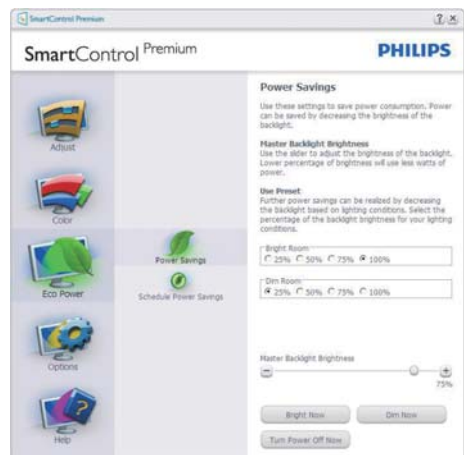 SmartControl Premium
SmartControl Premium
PHILIPS
Adjust
Color
Eco Power
Options
Help
Power Savings
Schedule Power Savings
Power Savings
Use these settings to save power consumption. Power
can be saved by decreasing the brightness of the
backlight.
Master Backlight Brightness
Use the slider to adjust the brightness of the backlight.
Lower percentage of brightness will use less watts of
power.
Use Preset
Further power savings can be realized by decreasing
the backlight based on lighting conditions. Select the
percentage of the backlight brightness for your lighting
conditions.
Bright Room
25% 50% 75% 100%
Dim Room
25% 50% 75% 100%
Master Backlight Brightness
75%
Bright Now Dim Now
Turn Power Off Now